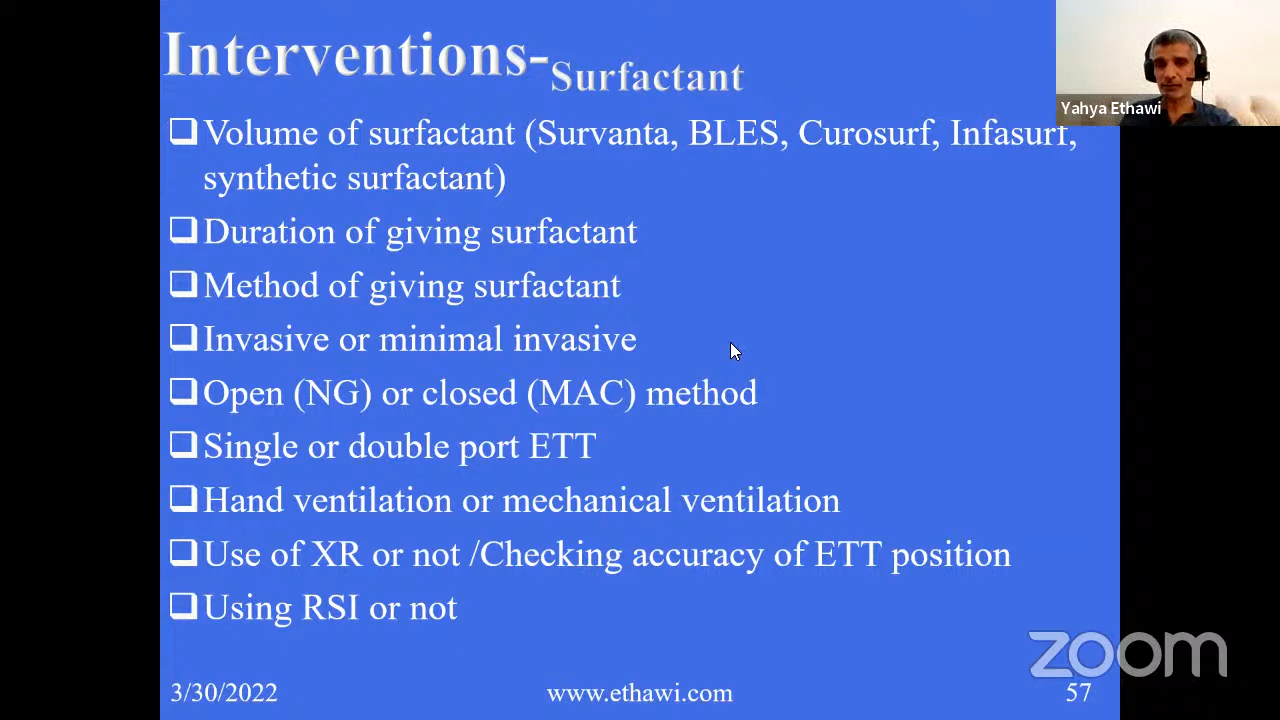 Interventions-Surfactant
Yahya Ethawi
❑Volume of surfactant (Survanta, BLES, Curosurf, Infasurf,
synthetic surfactant)
❑Duration of giving surfactant
❑Method of giving surfactant
❑Invasive or minimal invasive
❑Open (NG) or closed (MAC) method
❑Single or double port ETT
❑Hand ventilation or mechanical ventilation
❑Use of XR or not /Checking accuracy of ETT position
❑Using RSI or not
zoom
3/30/2022 www.ethawi.com 57